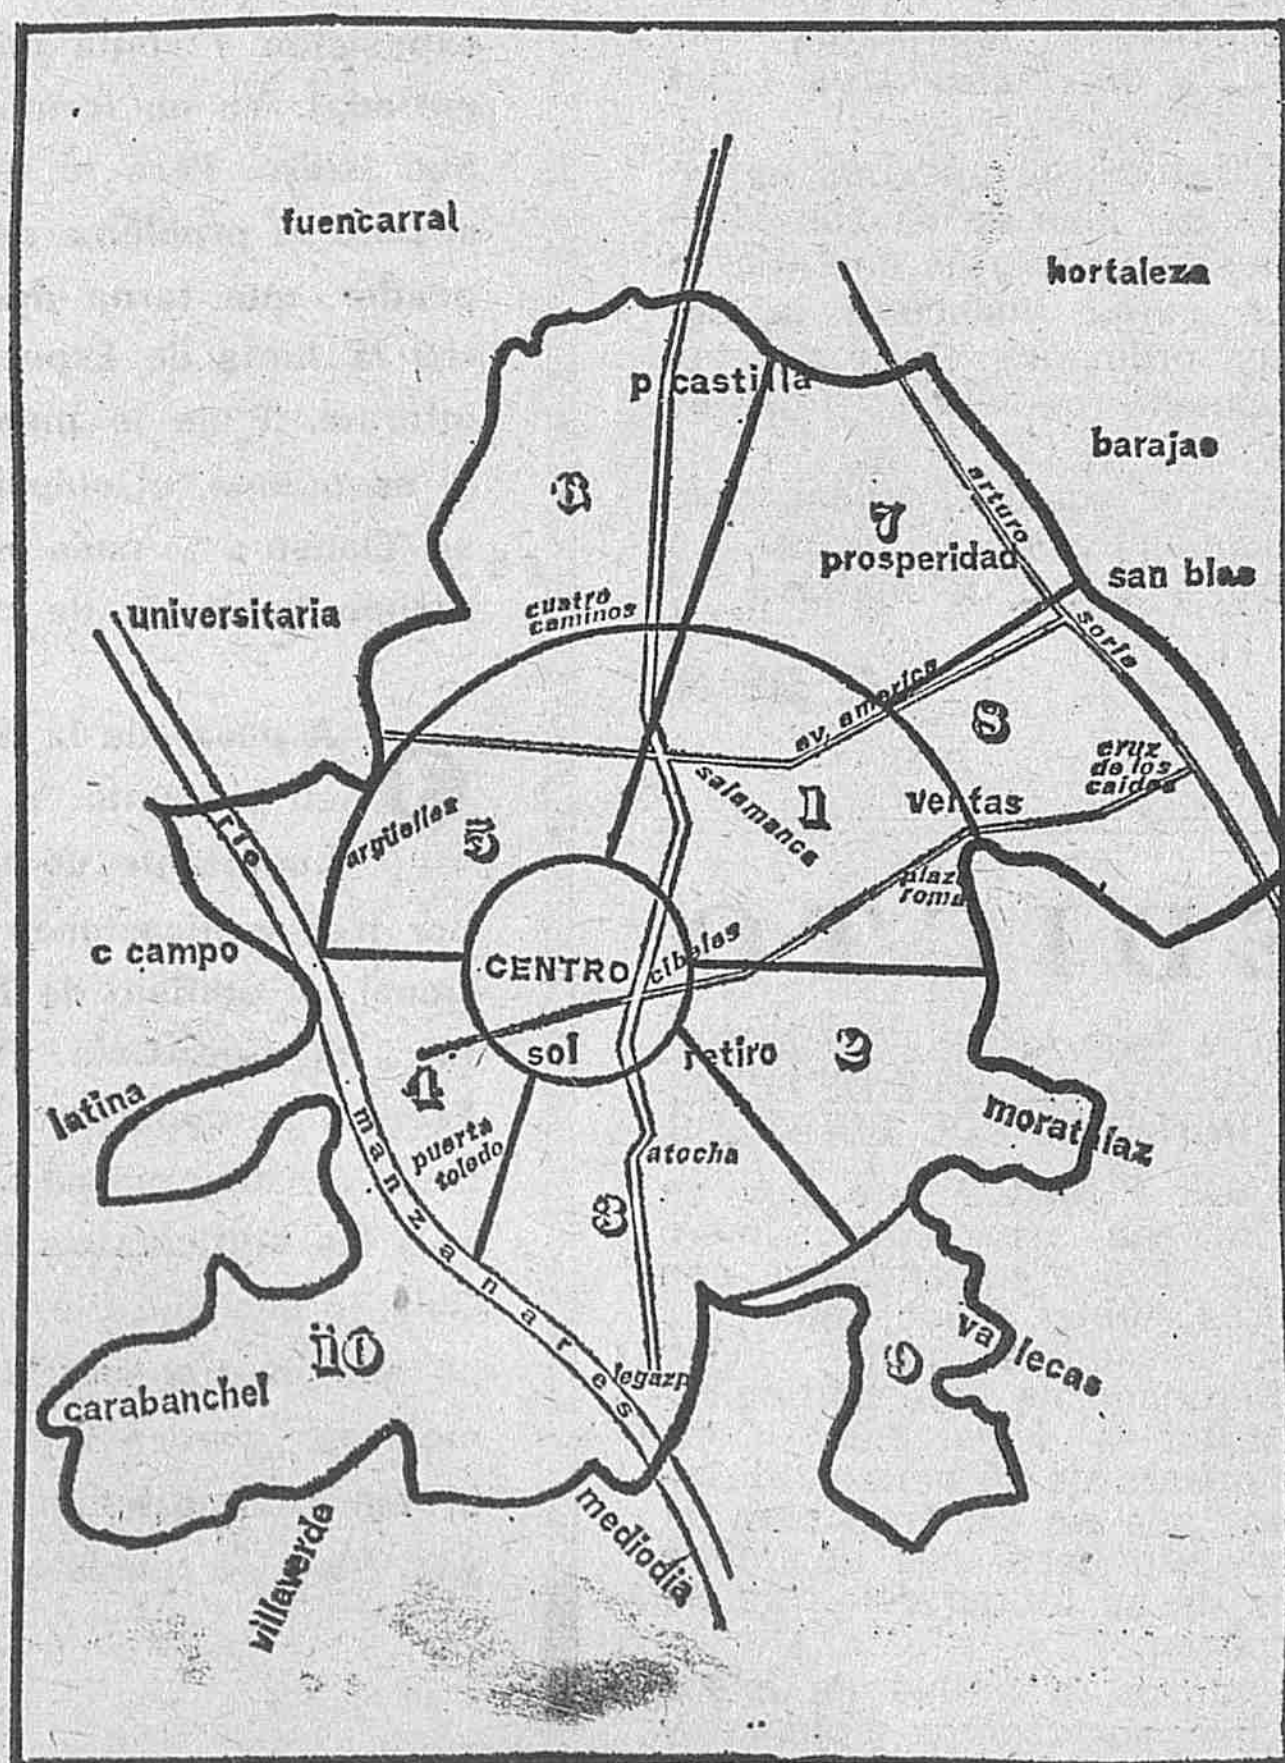 fuencarral
hortaleza
p castilla
barajas
6
arturo
7
prosperidad
san blas
cuatro
caminos
universitaria
soria
av. america
8
cruz
de los
caidos
salamanca
1
ventas
argüelles
5
rio
plaza
roma
c campo
CENTRO
cibeles
sol
retiro
2
4
latina
moratalaz
puerta
toledo
manzanares
atocha
3
10
vallecas
9
legazpi
carabanchel
mediodia
villaverde